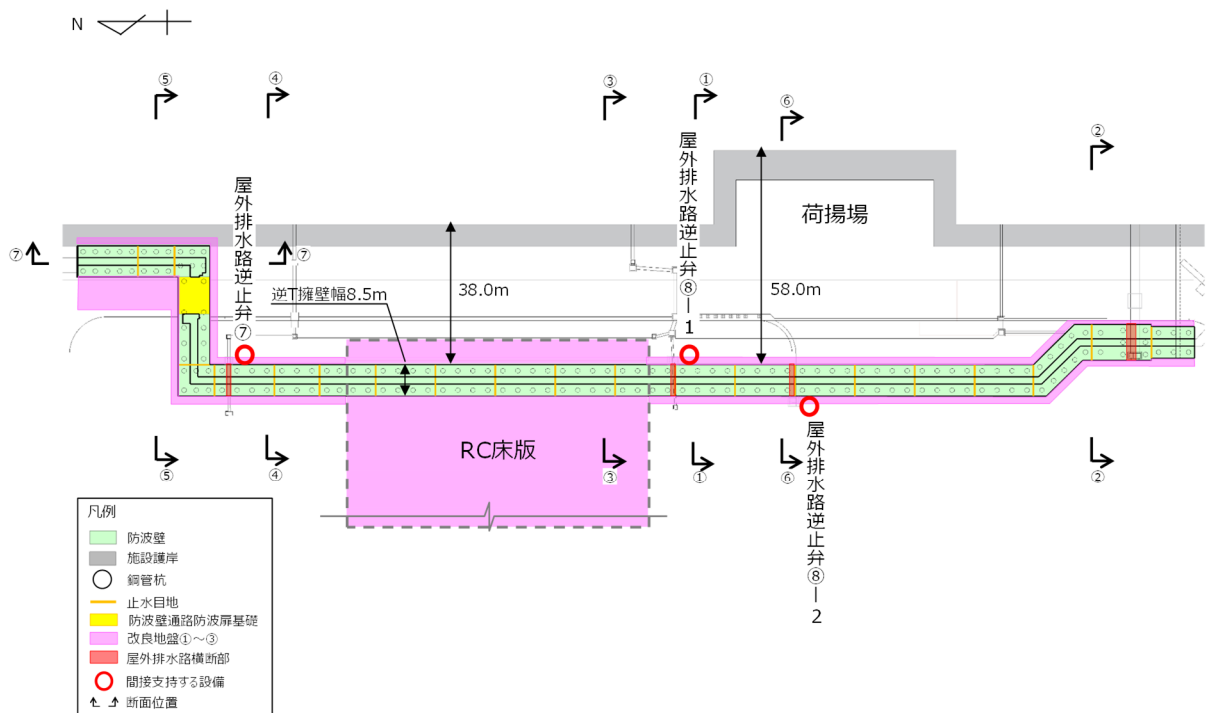 N
⑤
④
③
①
⑥
②
屋外排水路逆止弁⑧ー1
屋外排水路逆止弁⑦
荷揚場
⑦
⑦
38.0m
58.0m
逆T擁壁幅8.5m
RC床版
⑤
④
③
①
⑥
②
屋外排水路逆止弁⑧ー2
凡例
防波壁
施設護岸
鋼管杭
止水目地
防波壁通路防波扉基礎
改良地盤①～③
屋外排水路横断部
間接支持する設備
断面位置